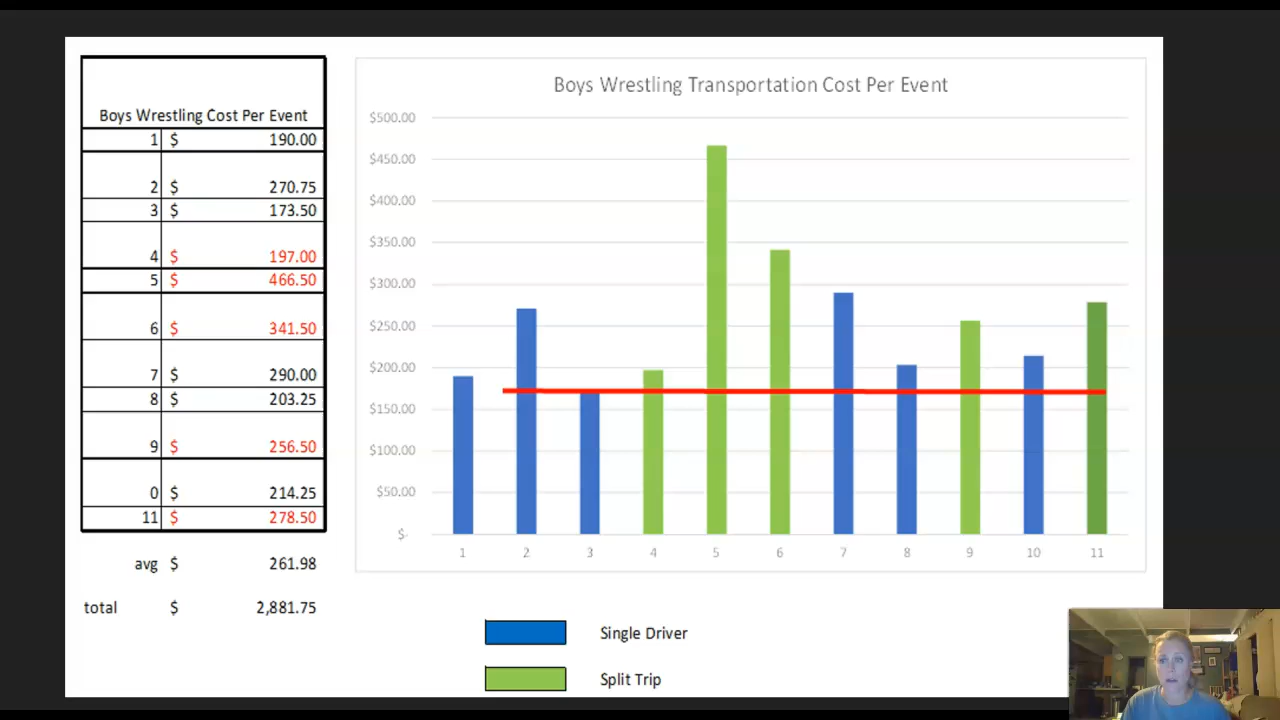 Boys Wrestling Cost Per Event
1 $ 190.00
2 $ 270.75
3 $ 173.50
4 $ 197.00
5 $ 466.50
6 $ 341.50
7 $ 290.00
8 $ 203.25
9 $ 256.50
0 $ 214.25
11 $ 278.50
avg $ 261.98
total $ 2,881.75
Boys Wrestling Transportation Cost Per Event
$500.00
$450.00
$400.00
$350.00
$300.00
$250.00
$200.00
$150.00
$100.00
$50.00
$-
1 2 3 4 5 6 7 8 9 10 11
Single Driver
Split Trip